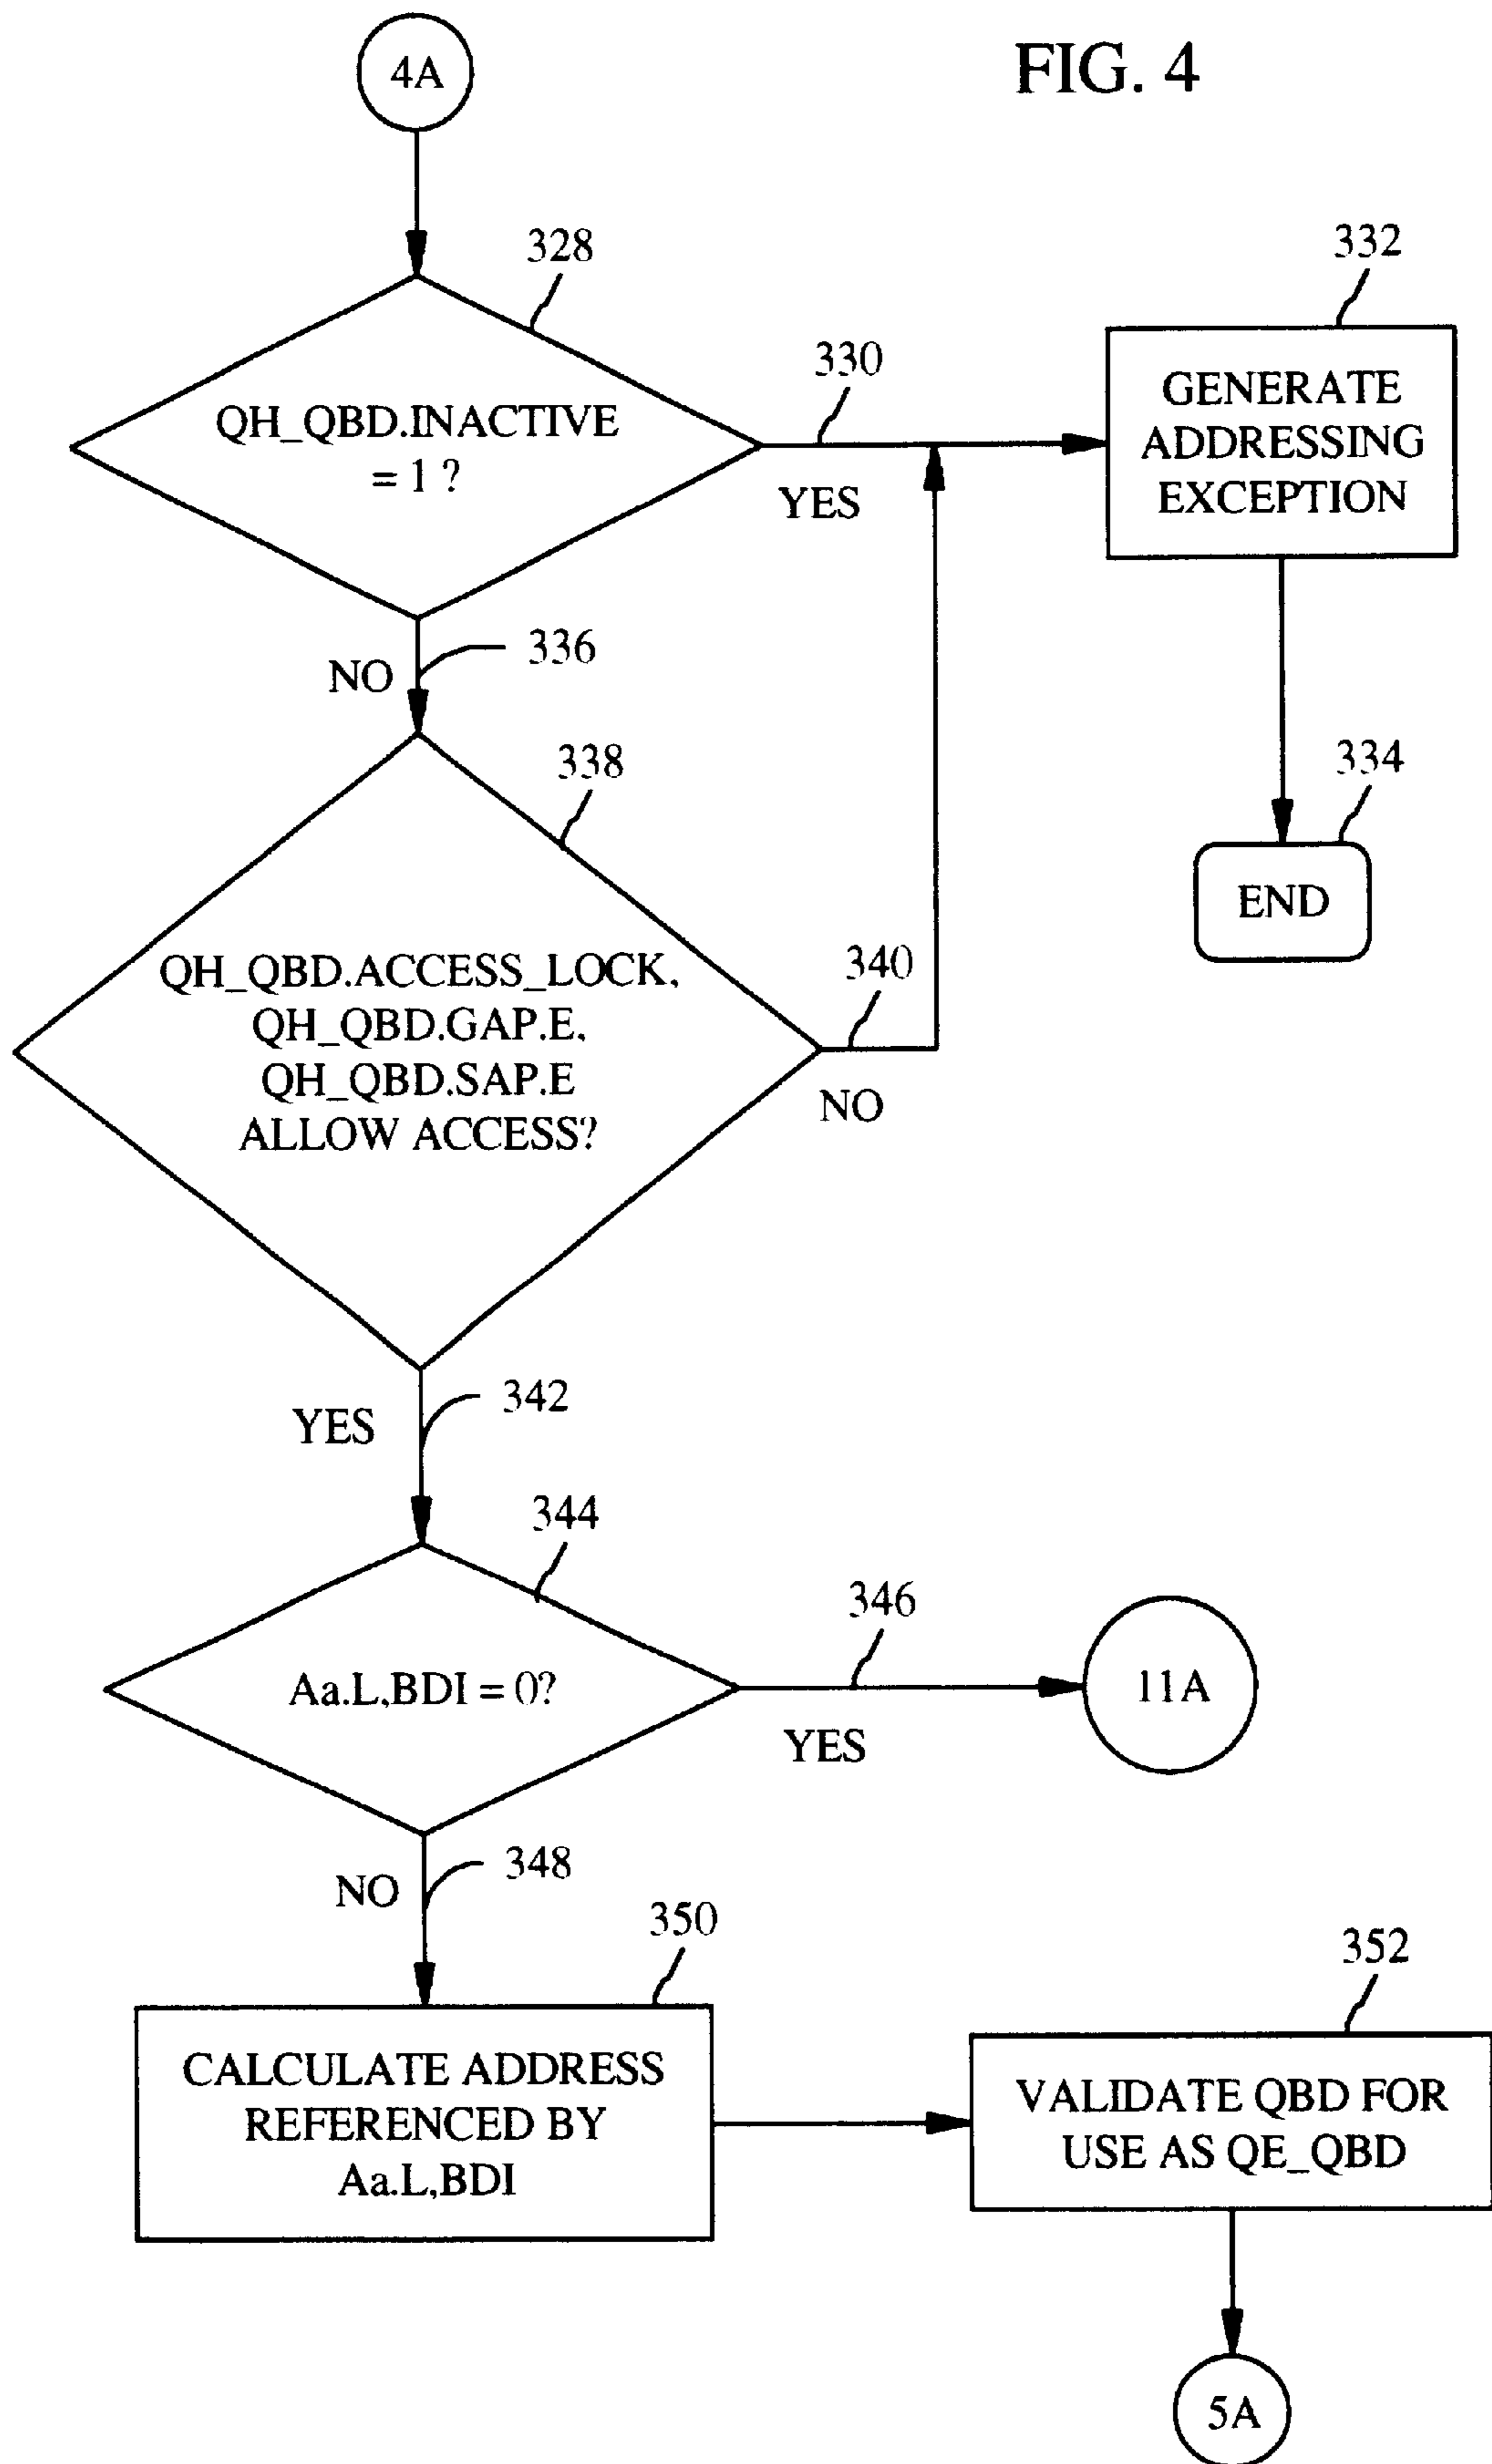 4A
FIG. 4
328
332
QH_QBD.INACTIVE
= 1 ?
330
YES
GENERATE
ADDRESSING
EXCEPTION
NO
336
338
334
END
QH_QBD.ACCESS_LOCK,
QH_QBD.GAP.E,
QH_QBD.SAP.E
ALLOW ACCESS?
340
NO
YES
342
344
Aa.L,BDI = 0?
346
YES
11A
NO
348
350
352
CALCULATE ADDRESS
REFERENCED BY
Aa.L,BDI
VALIDATE QBD FOR
USE AS QE_QBD
5A